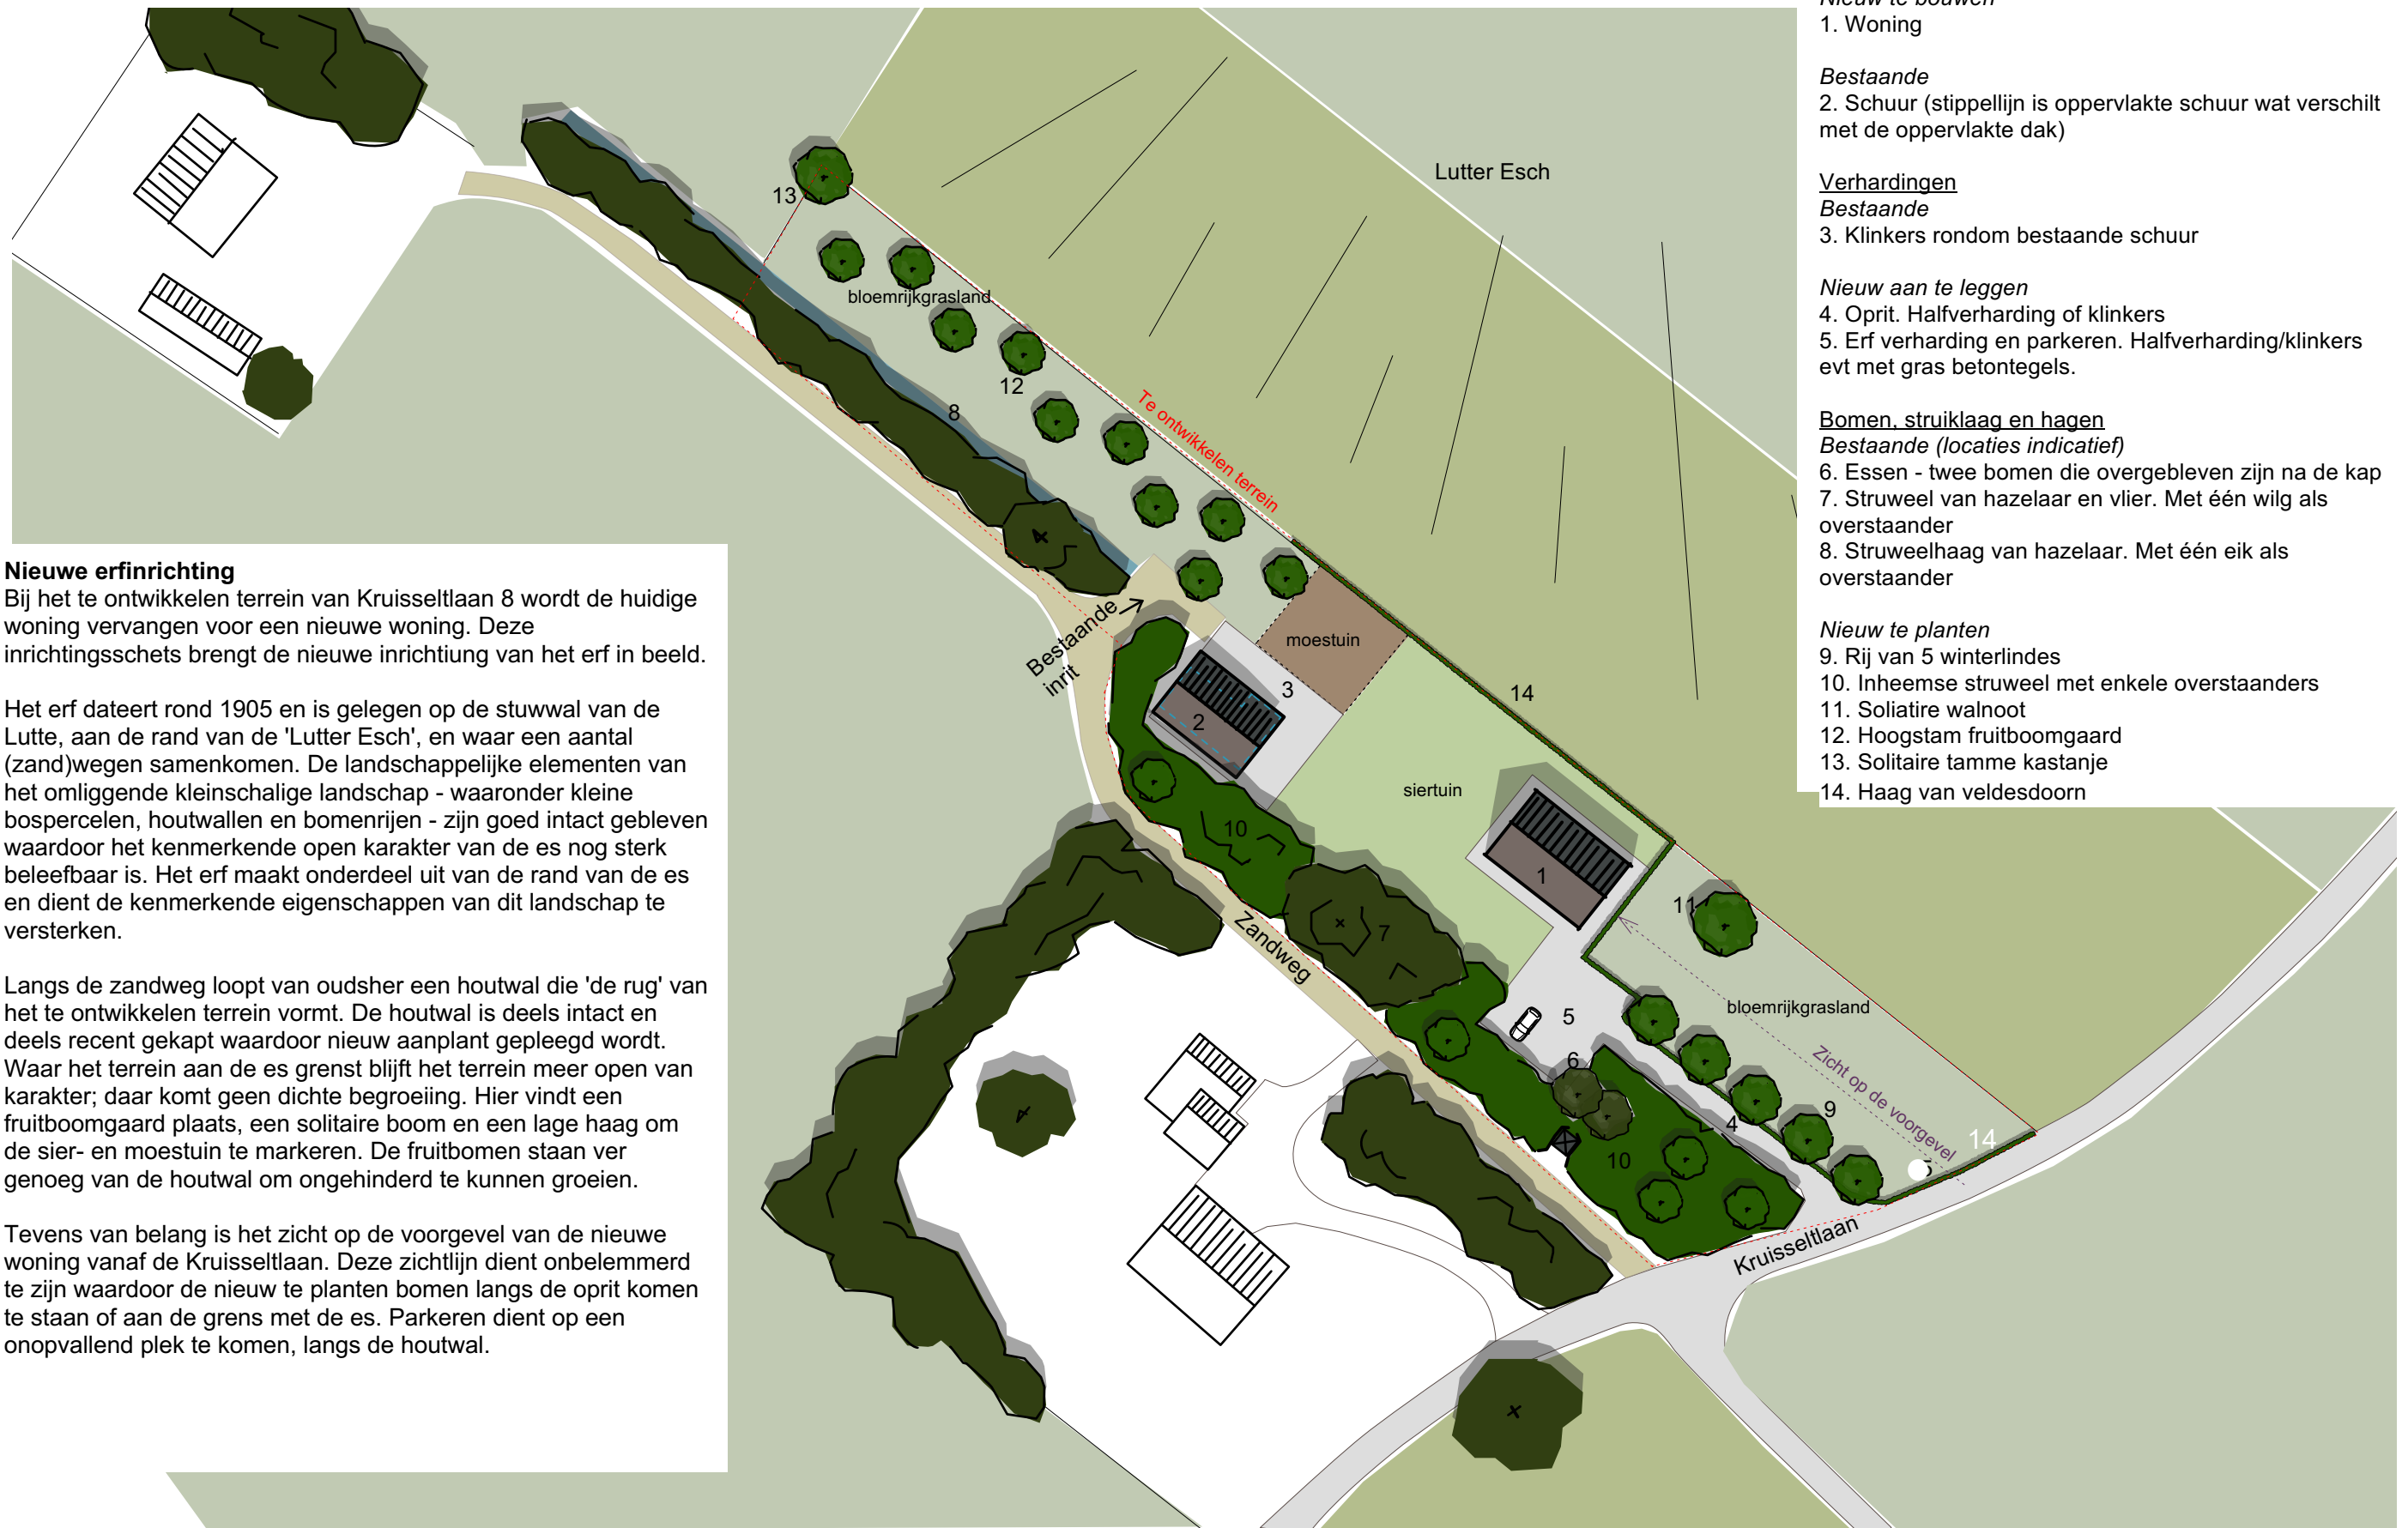 Nieuw te bouwen
1. Woning
Bestaande
2. Schuur (stippellijn is oppervlakte schuur wat verschilt
met de oppervlakte dak)
Verhardingen
Bestaande
3. Klinkers rondom bestaande schuur
Nieuw aan te leggen
4. Oprit. Halfverharding of klinkers
5. Erf verharding en parkeren. Halfverharding/klinkers
evt met gras betontegels.
Bomen, struiklaag en hagen
Bestaande (locaties indicatief)
6. Essen - twee bomen die overgebleven zijn na de kap
7. Struweel van hazelaar en vlier. Met één wilg als
overstaander
8. Struweelhaag van hazelaar. Met één eik als
overstaander
Nieuw te planten
9. Rij van 5 winterlindes
10. Inheemse struweel met enkele overstaanders
11. Soliatire walnoot
12. Hoogstam fruitboomgaard
13. Solitaire tamme kastanje
14. Haag van veldesdoorn
Nieuwe erfinrichting
Bij het te ontwikkelen terrein van Kruisseltlaan 8 wordt de huidige
woning vervangen voor een nieuwe woning. Deze
inrichtingsschets brengt de nieuwe inrichtiung van het erf in beeld.
Het erf dateert rond 1905 en is gelegen op de stuwwal van de
Lutte, aan de rand van de 'Lutter Esch', en waar een aantal
(zand)wegen samenkomen. De landschappelijke elementen van
het omliggende kleinschalige landschap - waaronder kleine
bospercelen, houtwallen en bomenrijen - zijn goed intact gebleven
waardoor het kenmerkende open karakter van de es nog sterk
beleefbaar is. Het erf maakt onderdeel uit van de rand van de es
en dient de kenmerkende eigenschappen van dit landschap te
versterken.
Langs de zandweg loopt van oudsher een houtwal die 'de rug' van
het te ontwikkelen terrein vormt. De houtwal is deels intact en
deels recent gekapt waardoor nieuw aanplant gepleegd wordt.
Waar het terrein aan de es grenst blijft het terrein meer open van
karakter; daar komt geen dichte begroeiing. Hier vindt een
fruitboomgaard plaats, een solitaire boom en een lage haag om
de sier- en moestuin te markeren. De fruitbomen staan ver
genoeg van de houtwal om ongehinderd te kunnen groeien.
Tevens van belang is het zicht op de voorgevel van de nieuwe
woning vanaf de Kruisseltlaan. Deze zichtlijn dient onbelemmerd
te zijn waardoor de nieuw te planten bomen langs de oprit komen
te staan of aan de grens met de es. Parkeren dient op een
onopvallend plek te komen, langs de houtwal.
Lutter Esch
13
bloemrijkgrasland
12
8
Te ontwikkelen terrein
Bestaande
inrit
moestuin
3
2
14
siertuin
10
1
11
7
Zandweg
bloemrijkgrasland
5
6
Zicht op de voorgevel
9
4
14
10
Kruisseltlaan